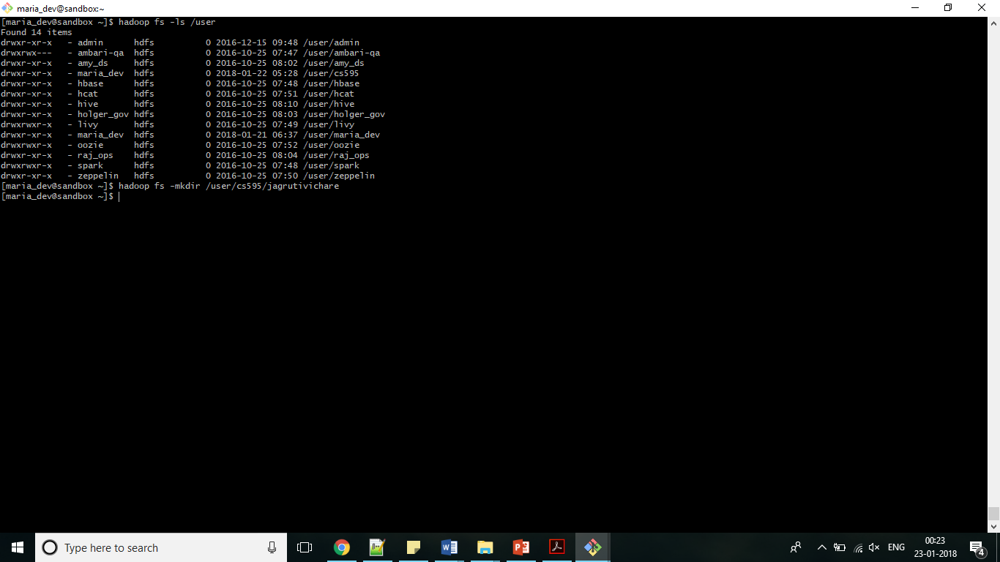 maria_dev@sandbox:~
[maria_dev@sandbox ~]$ hadoop fs -ls /user
Found 14 items
drwxr-xr-x   - admin      hdfs          0 2016-12-15 09:48 /user/admin
drwxrwx---   - ambari-qa  hdfs          0 2016-10-25 07:47 /user/ambari-qa
drwxr-xr-x   - amy_ds     hdfs          0 2016-10-25 08:02 /user/amy_ds
drwxr-xr-x   - maria_dev  hdfs          0 2018-01-22 05:28 /user/cs595
drwxr-xr-x   - hbase      hdfs          0 2016-10-25 07:48 /user/hbase
drwxr-xr-x   - hcat       hdfs          0 2016-10-25 07:51 /user/hcat
drwxr-xr-x   - hive       hdfs          0 2016-10-25 08:10 /user/hive
drwxr-xr-x   - holger_gov hdfs          0 2016-10-25 08:03 /user/holger_gov
drwxrwxr-x   - livy       hdfs          0 2016-10-25 07:49 /user/livy
drwxr-xr-x   - maria_dev  hdfs          0 2018-01-21 06:37 /user/maria_dev
drwxrwxr-x   - oozie      hdfs          0 2016-10-25 07:52 /user/oozie
drwxr-xr-x   - raj_ops    hdfs          0 2016-10-25 08:04 /user/raj_ops
drwxrwxr-x   - spark      hdfs          0 2016-10-25 07:48 /user/spark
drwxr-xr-x   - zeppelin   hdfs          0 2016-10-25 07:50 /user/zeppelin
[maria_dev@sandbox ~]$ hadoop fs -mkdir /user/cs595/jagrutivichare
[maria_dev@sandbox ~]$
Type here to search
ENG
00:23
23-01-2018
4